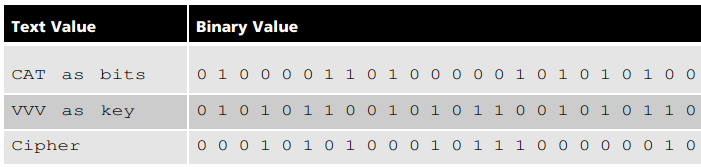 Text Value Binary Value
CAT as bits 0 1 0 0 0 0 1 1 0 1 0 0 0 0 0 1 0 1 0 1 0 1 0 0
VVV as key 0 1 0 1 0 1 1 0 0 1 0 1 0 1 1 0 0 1 0 1 0 1 1 0
Cipher 0 0 0 1 0 1 0 1 0 0 0 1 0 1 1 1 0 0 0 0 0 0 1 0